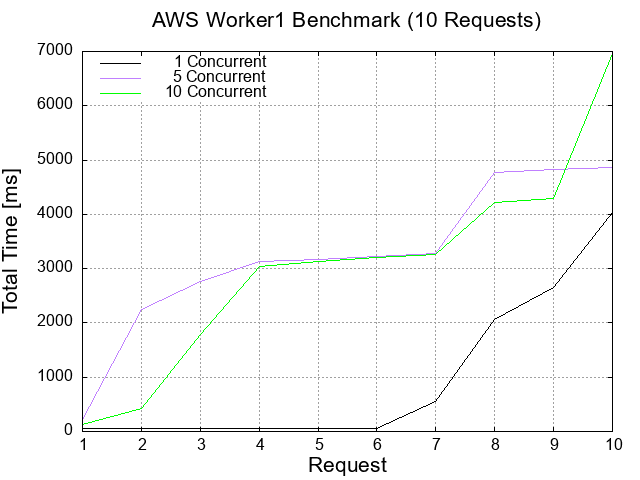 AWS Worker1 Benchmark (10 Requests)
7000
6000
5000
4000
3000
2000
1000
0
1 Concurrent
5 Concurrent
10 Concurrent
Total Time [ms]
1 2 3 4 5 6 7 8 9 10
Request